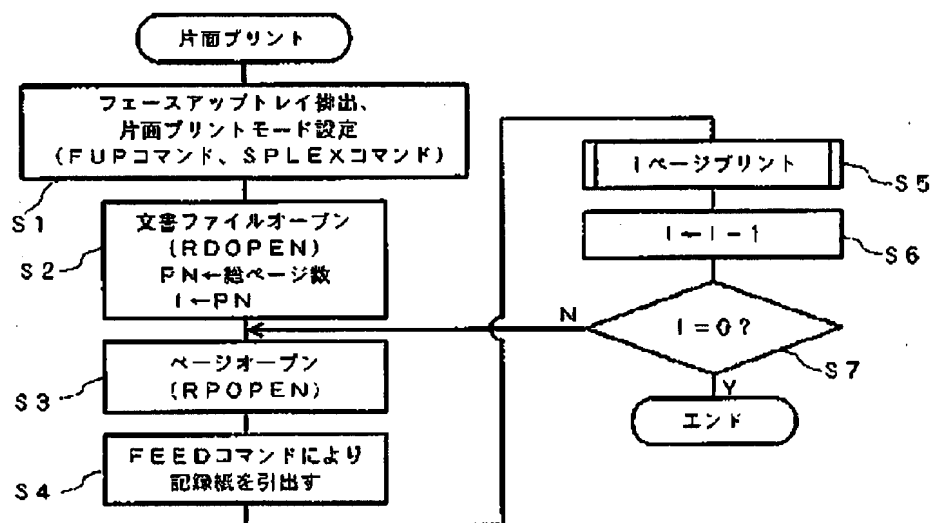 片面プリント
フェースアップトレイ排出、
片面プリントモード設定
(FUPコマンド、SPLEXコマンド)
S1
文書ファイルオープン
(RDOPEN)
PN←総ページ数
I←PN
S2
ページオープン
(RPOPEN)
S3
FEEDコマンドにより
記録紙を引出す
S4
1ページプリント
S5
I←I-1
S6
I=0?
N
S7
Y
エンド